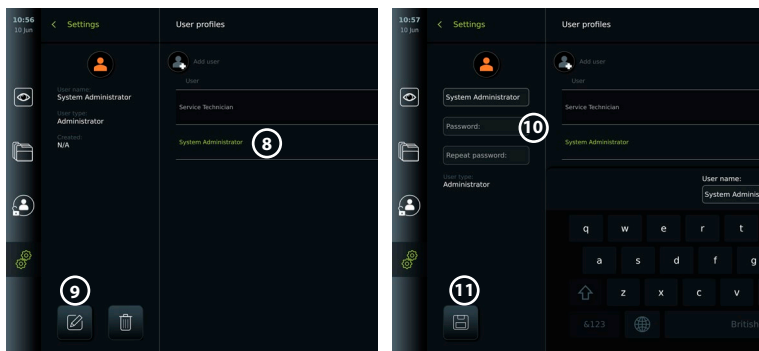 10:56
10 Jun
Settings
User profiles
Add user
User
User name:
System Administrator
User type:
Administrator
Created:
N/A
Service Technician
System Administrator
8
9
10:57
10 Jun
Settings
User profiles
Add user
User
System Administrator
Password:
10
Repeat password:
User type:
Administrator
Service Technician
System Administrator
User name:
System Adminis
q w e r t
a s d f g
z x c v
&123 British
11